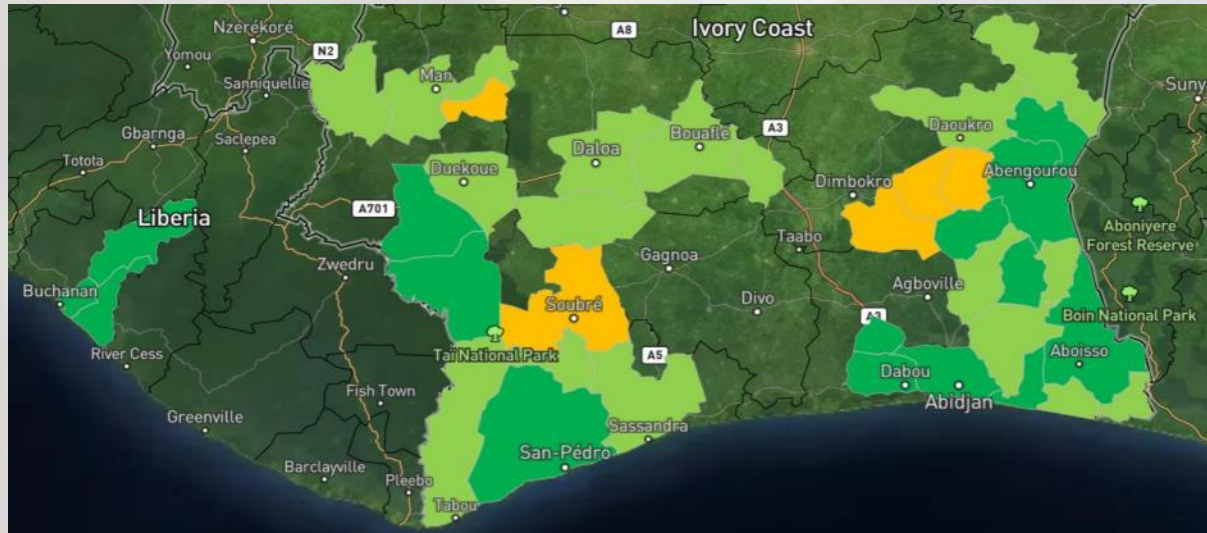 Nzérékoré
N2
A8
Ivory Coast
Yomou
Man
Sanniquellie
Suny
Gbarnga
Saclepea
A3
Daoukro
Totota
Daloa
Bouaflé
Duekoue
Dimbokro
Abengourou
A701
Liberia
Aboniyere
Forest Reserve
Taabo
Gagnoa
Zwedru
Buchanan
Agboville
Soubré
Divo
Boin National Park
A3
River Cess
Taï National Park
A5
Aboisso
Dabou
Fish Town
Abidjan
Greenville
Sassandra
San-Pédro
Barclayville
Pleebo
Tabou